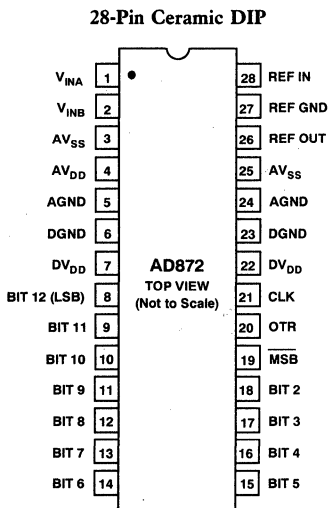 28-Pin Ceramic DIP
V_INA 1 28 REF IN
V_INB 2 27 REF GND
AV_SS 3 26 REF OUT
AV_DD 4 25 AV_SS
AGND 5 24 AGND
DGND 6 23 DGND
DV_DD 7 22 DV_DD
AD872
TOP VIEW
(Not to Scale)
BIT 12 (LSB) 8 21 CLK
BIT 11 9 20 OTR
BIT 10 10 19 M̅S̅B̅
BIT 9 11 18 BIT 2
BIT 8 12 17 BIT 3
BIT 7 13 16 BIT 4
BIT 6 14 15 BIT 5